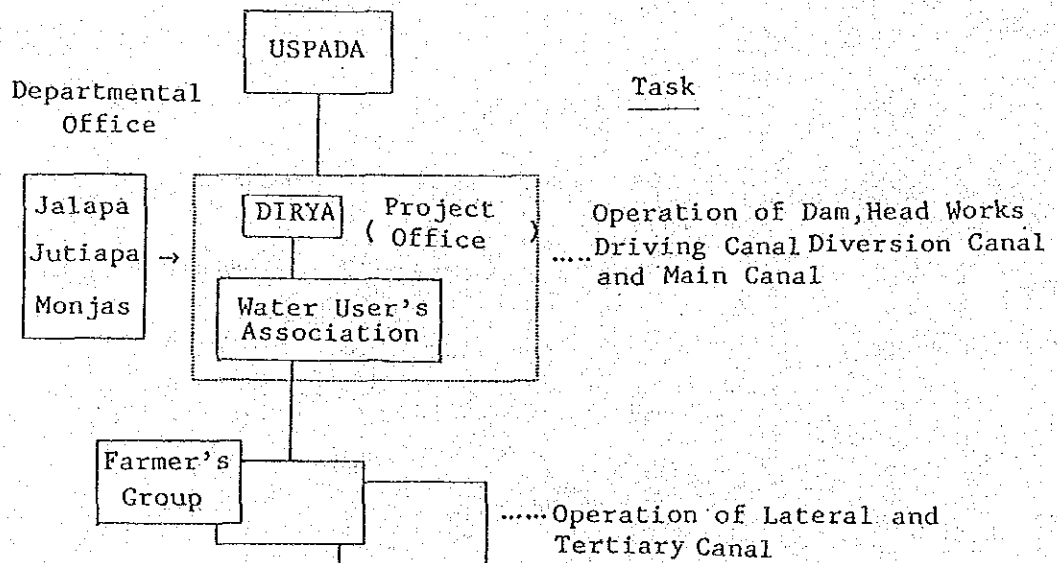 USPADA
Task
Departmental
Office
Jalapa
Jutiapa
Monjas
→
DIRYA
( Project
Office )
.....Operation of Dam,Head Works
Driving Canal Diversion Canal
and Main Canal
Water User's
Association
Farmer's
Group
......Operation of Lateral and
Tertiary Canal